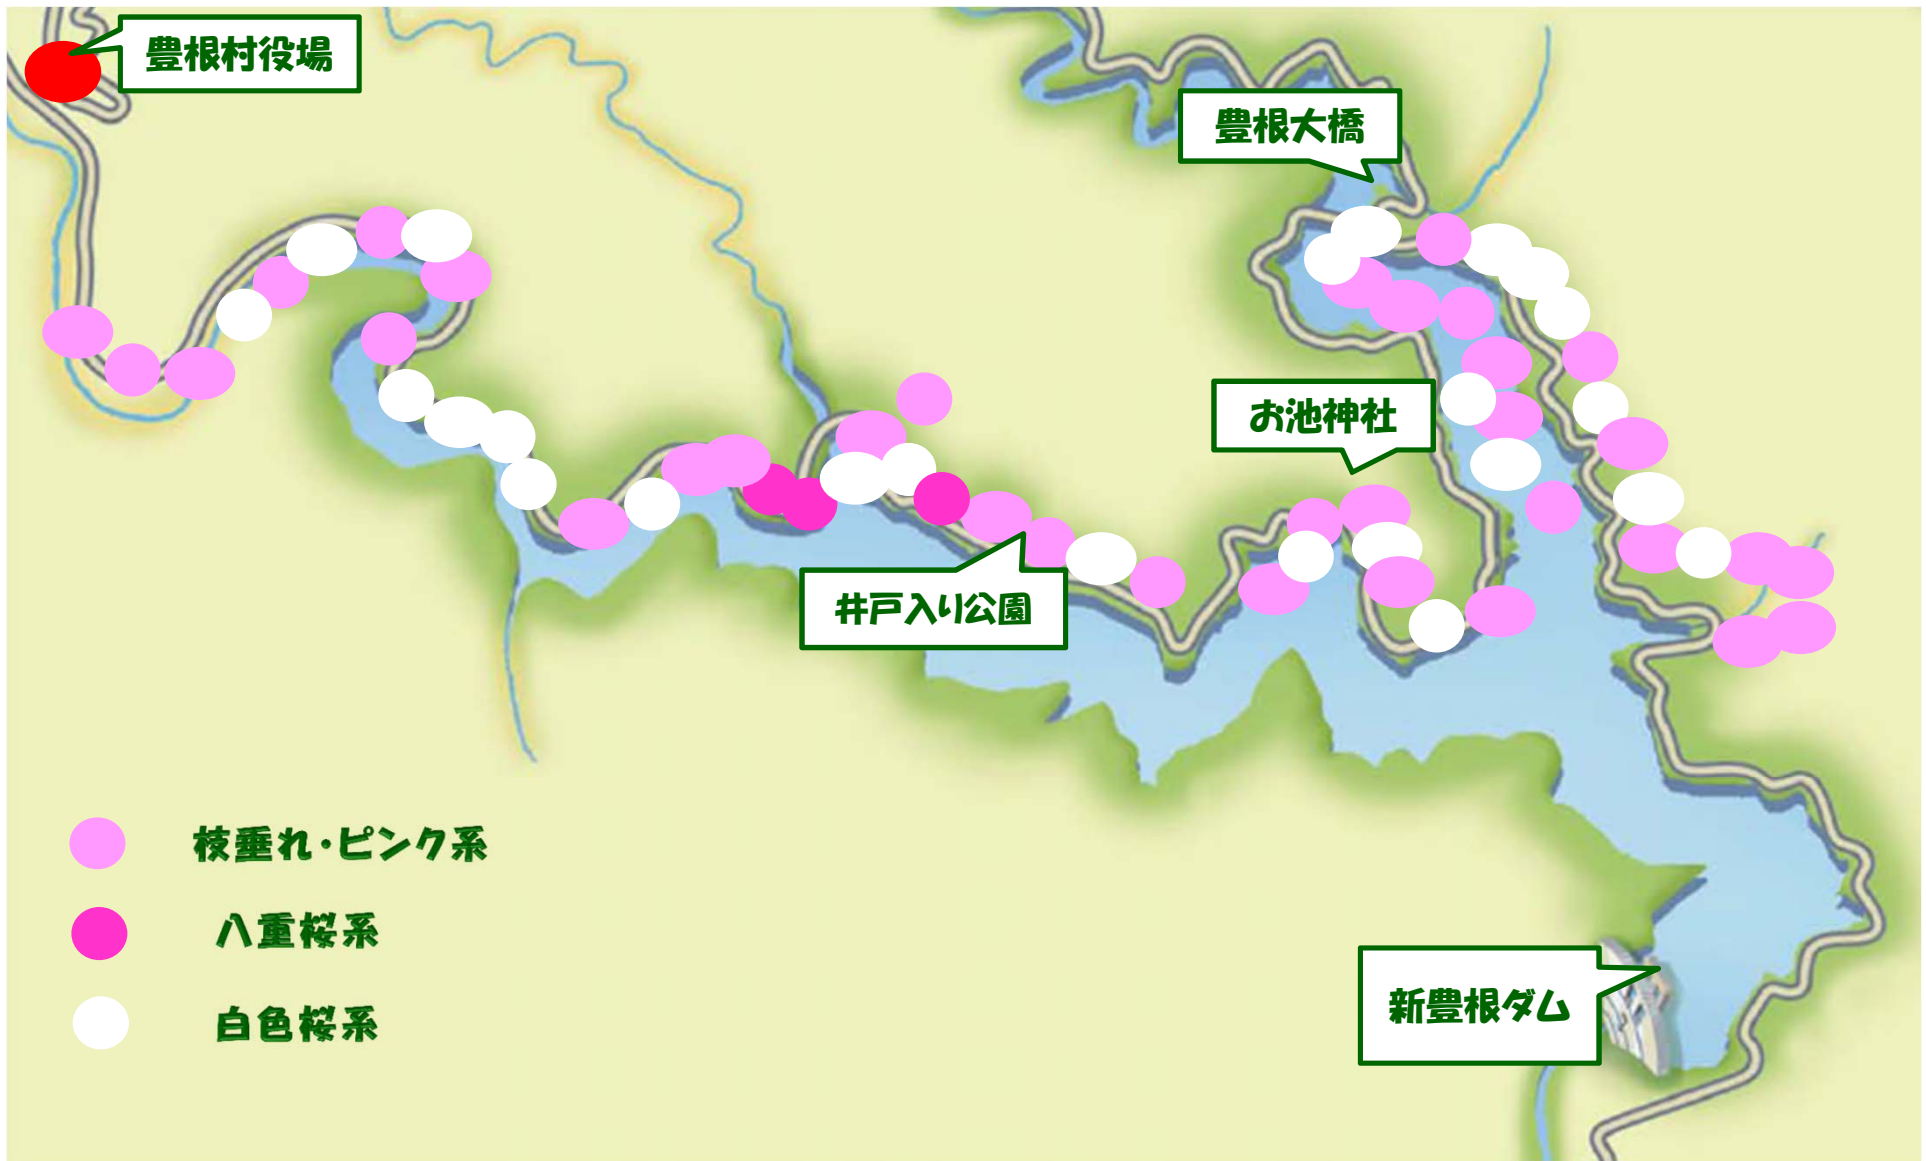 豊根村役場
豊根大橋
お池神社
井戸入り公園
枝垂れ・ピンク系
八重桜系
白色桜系
新豊根ダム